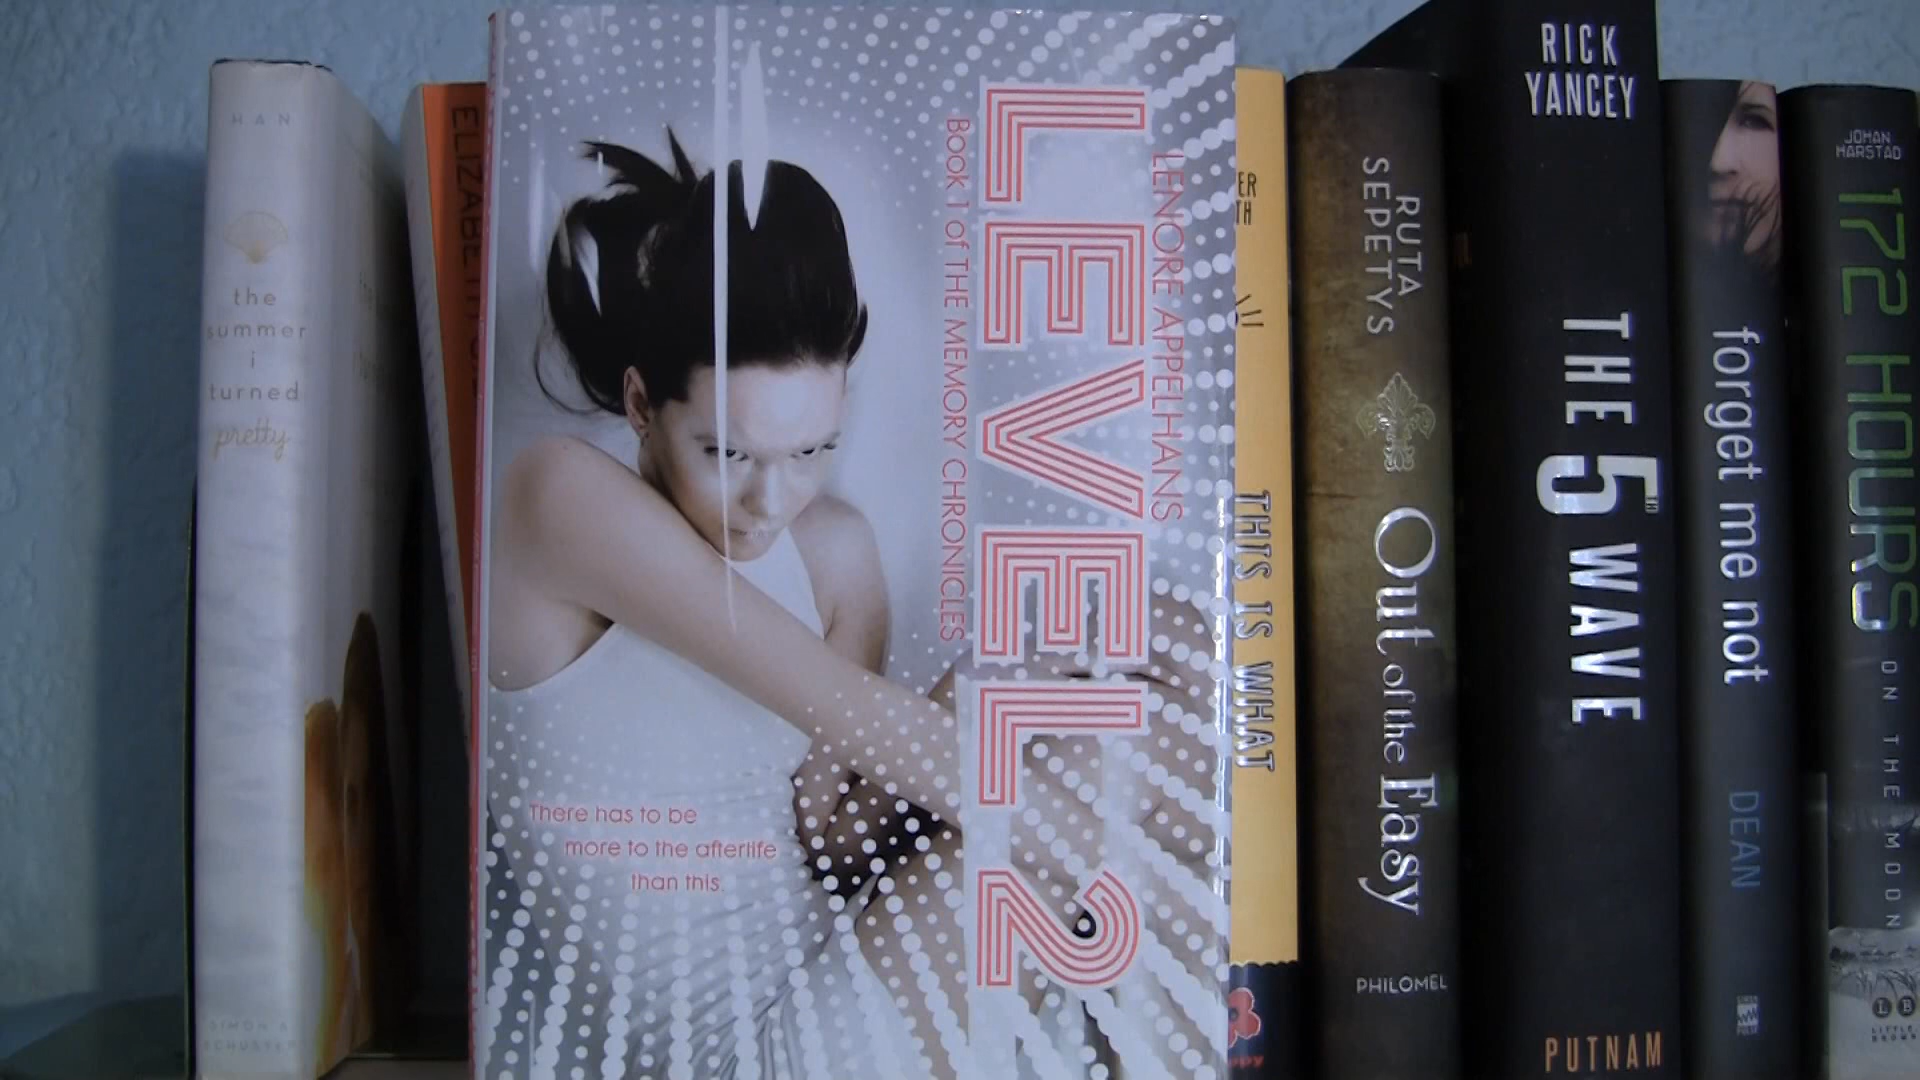 HAN
the
summer
i
turned
pretty
SIMON &
SCHUSTER
ELIZABETH
LEVEL 2
LENORE APPELHANS
Book 1 of THE MEMORY CHRONICLES
There has to be
more to the afterlife
than this.
ER
TH
THIS IS WHAT
RUTA
SEPETYS
Out of the Easy
PHILOMEL
RICK
YANCEY
THE 5TH WAVE
PUTNAM
forget me not
DEAN
JOHAN
HARSTAD
172 HOURS
ON THE MOON
L B
LITTLE
BROWN